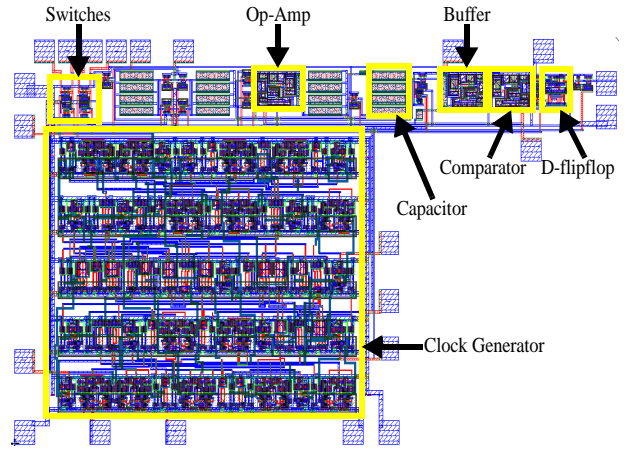 Switches
Op-Amp
Buffer
Comparator
D-flipflop
Capacitor
Clock Generator